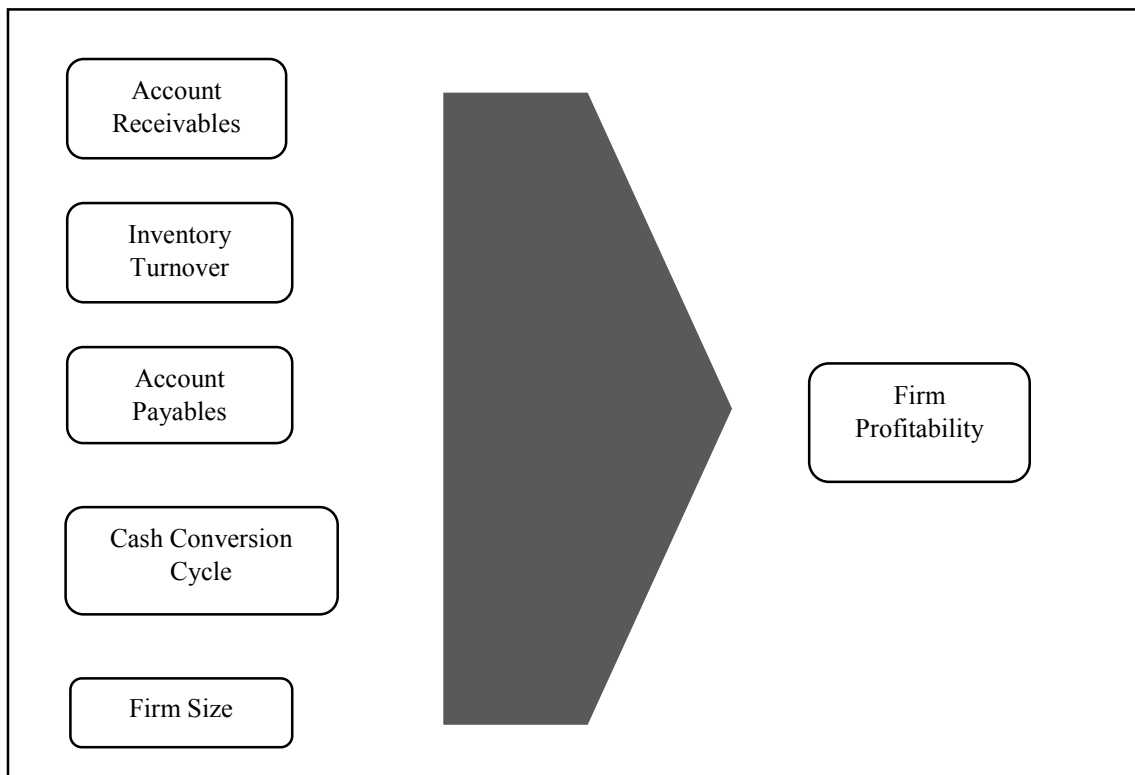 Account
Receivables
Inventory
Turnover
Account
Payables
Firm
Profitability
Cash Conversion
Cycle
Firm Size